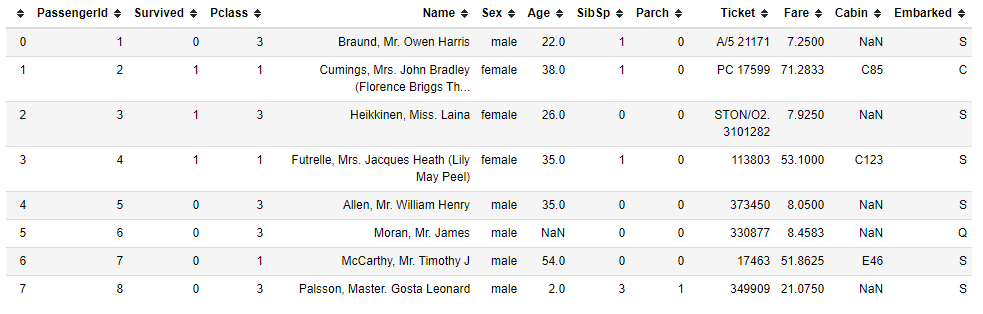 PassengerId Survived Pclass Name Sex Age SibSp Parch Ticket Fare Cabin Embarked
0 1 0 3 Braund, Mr. Owen Harris male 22.0 1 0 A/5 21171 7.2500 NaN S
1 2 1 1 Cumings, Mrs. John Bradley female 38.0 1 0 PC 17599 71.2833 C85 C
(Florence Briggs Th...
2 3 1 3 Heikkinen, Miss. Laina female 26.0 0 0 STON/O2. 7.9250 NaN S
3101282
3 4 1 1 Futrelle, Mrs. Jacques Heath (Lily female 35.0 1 0 113803 53.1000 C123 S
May Peel)
4 5 0 3 Allen, Mr. William Henry male 35.0 0 0 373450 8.0500 NaN S
5 6 0 3 Moran, Mr. James male NaN 0 0 330877 8.4583 NaN Q
6 7 0 1 McCarthy, Mr. Timothy J male 54.0 0 0 17463 51.8625 E46 S
7 8 0 3 Palsson, Master. Gosta Leonard male 2.0 3 1 349909 21.0750 NaN S